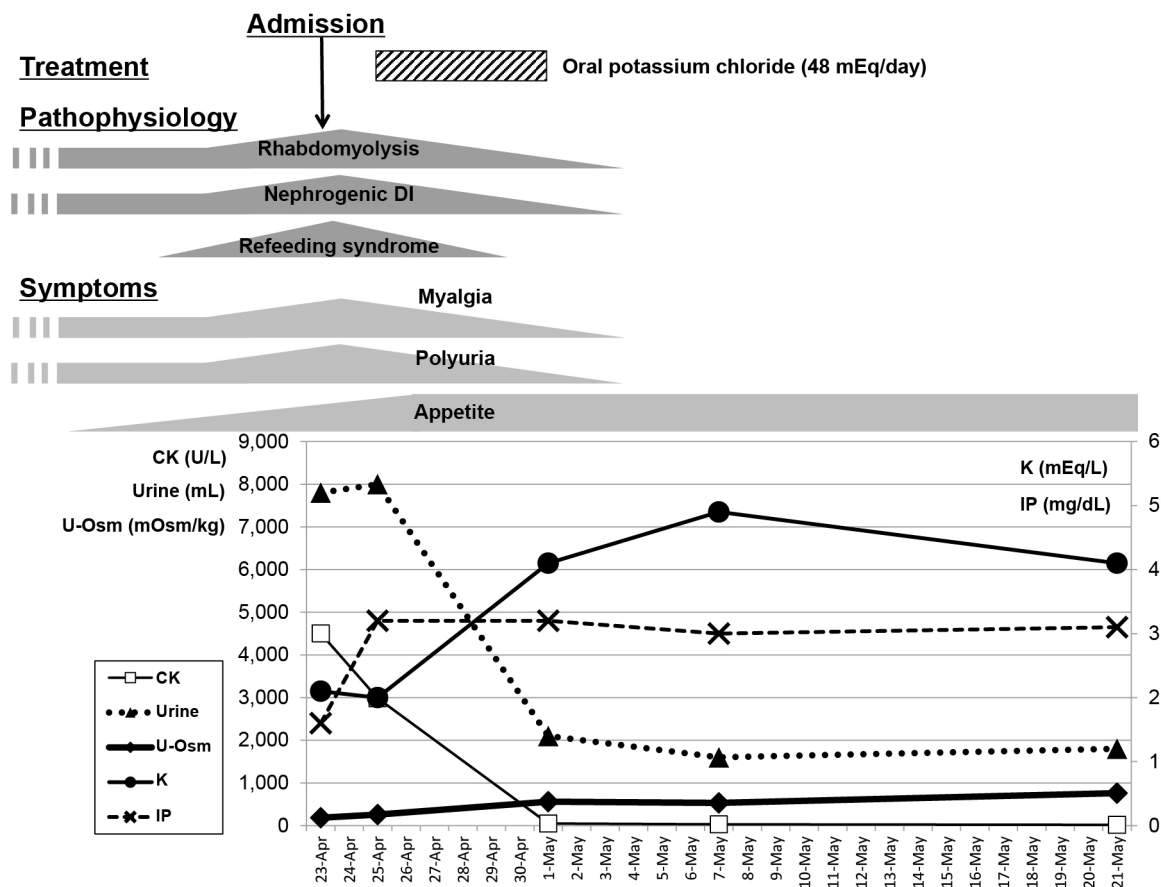 Admission
Treatment
Oral potassium chloride (48 mEq/day)
Pathophysiology
Rhabdomyolysis
Nephrogenic DI
Refeeding syndrome
Symptoms
Myalgia
Polyuria
Appetite
CK (U/L)
Urine (mL)
U-Osm (mOsm/kg)
9,000
8,000
7,000
6,000
5,000
4,000
3,000
2,000
1,000
0
K (mEq/L)
IP (mg/dL)
6
5
4
3
2
1
0
CK
Urine
U-Osm
K
IP
23-Apr
24-Apr
25-Apr
26-Apr
27-Apr
28-Apr
29-Apr
30-Apr
1-May
2-May
3-May
4-May
5-May
6-May
7-May
8-May
9-May
10-May
11-May
12-May
13-May
14-May
15-May
16-May
17-May
18-May
19-May
20-May
21-May